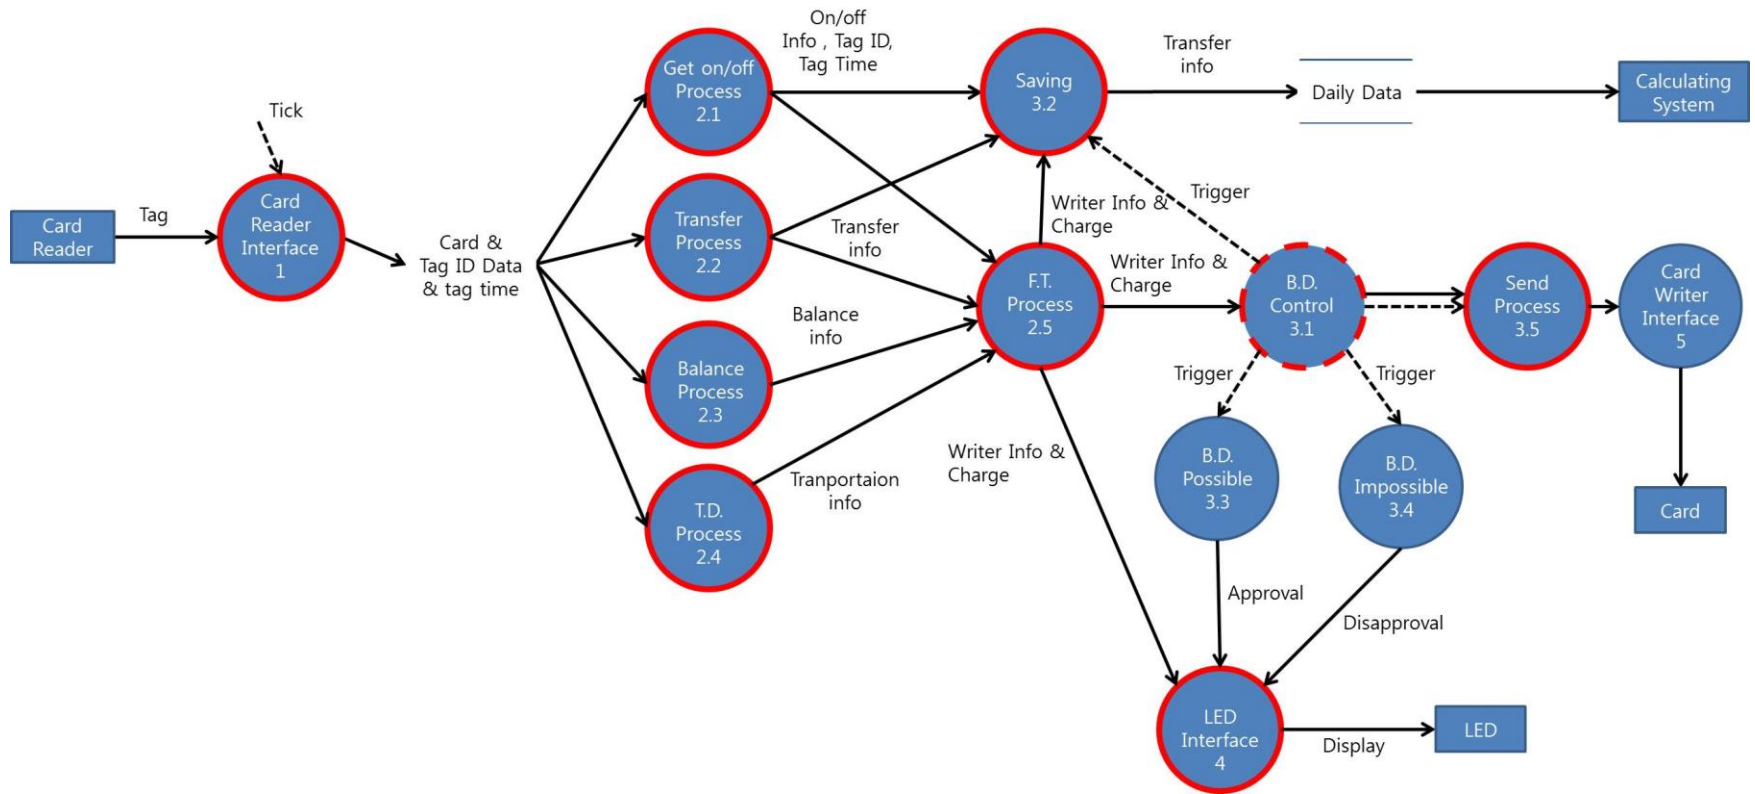 Card
Reader
Tag
Tick
Card
Reader
Interface
1
Card &
Tag ID Data
& tag time
Get on/off
Process
2.1
Transfer
Process
2.2
Balance
Process
2.3
T.D.
Process
2.4
On/off
Info , Tag ID,
Tag Time
Transfer
info
Balance
info
Tranportaion
info
Saving
3.2
Writer Info &
Charge
F.T.
Process
2.5
Writer Info &
Charge
Writer Info &
Charge
Transfer
info
Daily Data
Calculating
System
Trigger
B.D.
Control
3.1
Trigger
Trigger
B.D.
Possible
3.3
B.D.
Impossible
3.4
Approval
Disapproval
LED
Interface
4
Display
LED
Send
Process
3.5
Card
Writer
Interface
5
Card